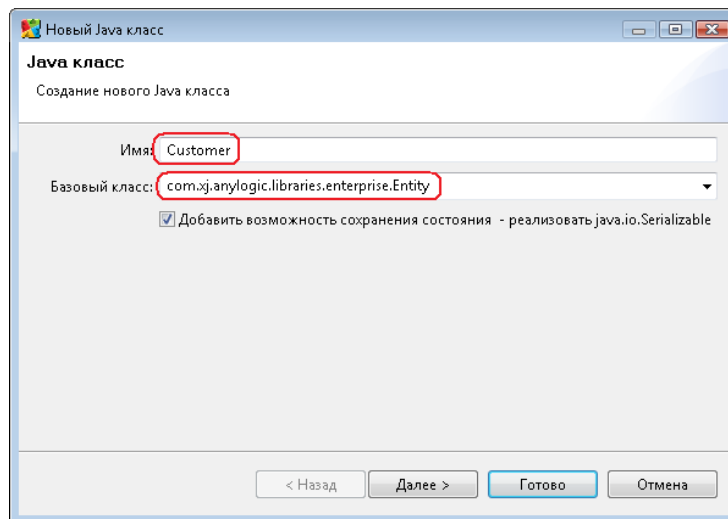 Новый Java класс
Java класс
Создание нового Java класса
Имя: Customer
Базовый класс: com.xj.anylogic.libraries.enterprise.Entity
Добавить возможность сохранения состояния - реализовать java.io.Serializable
< Назад Далее > Готово Отмена